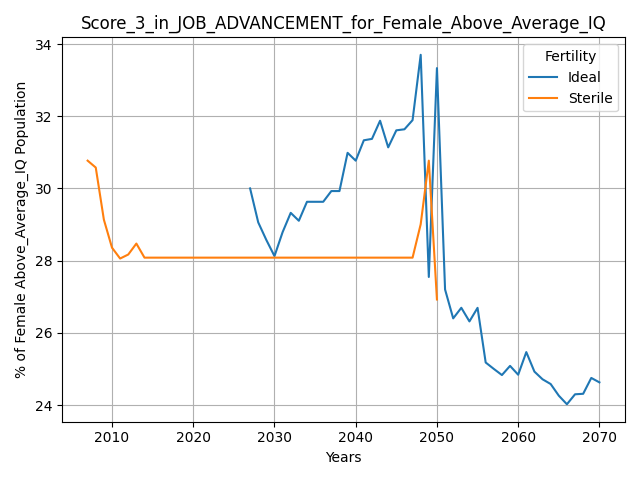 Score_3_in_JOB_ADVANCEMENT_for_Female_Above_Average_IQ
Fertility
Ideal
Sterile
% of Female Above_Average_IQ Population
34
32
30
28
26
24
2010 2020 2030 2040 2050 2060 2070
Years